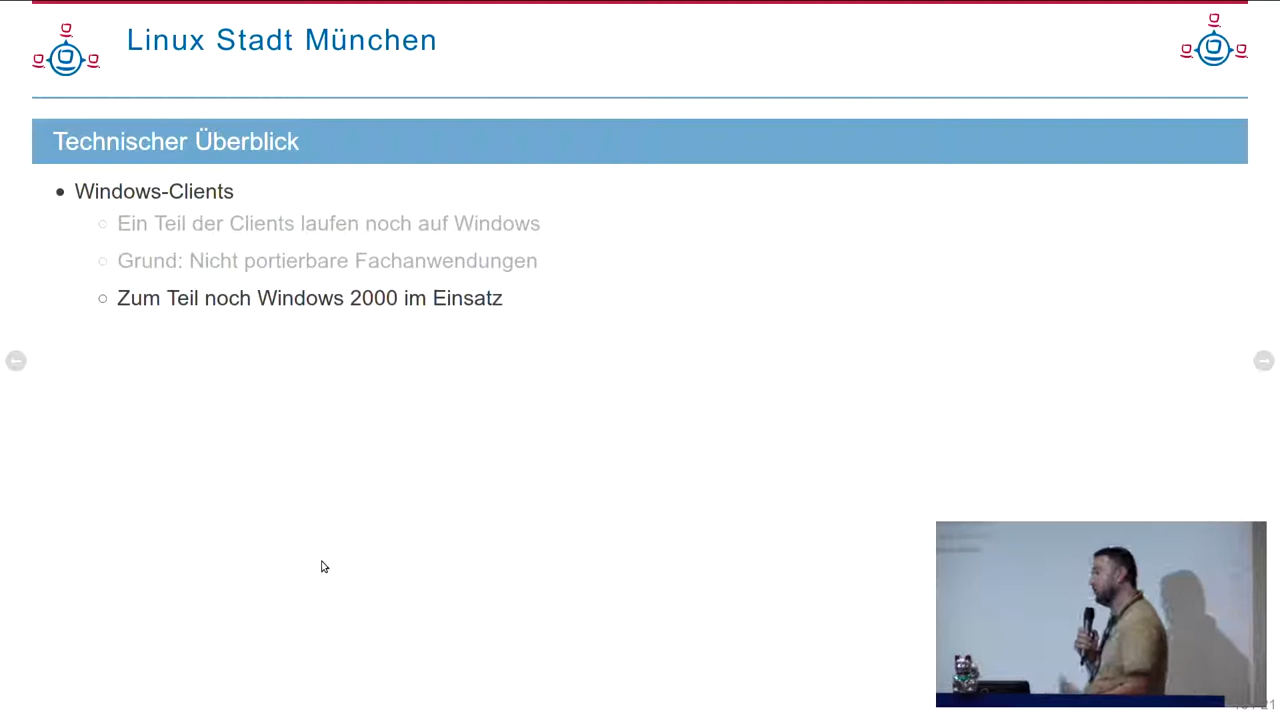 Linux Stadt München
Technischer Überblick
Windows-Clients
Ein Teil der Clients laufen noch auf Windows
Grund: Nicht portierbare Fachanwendungen
Zum Teil noch Windows 2000 im Einsatz